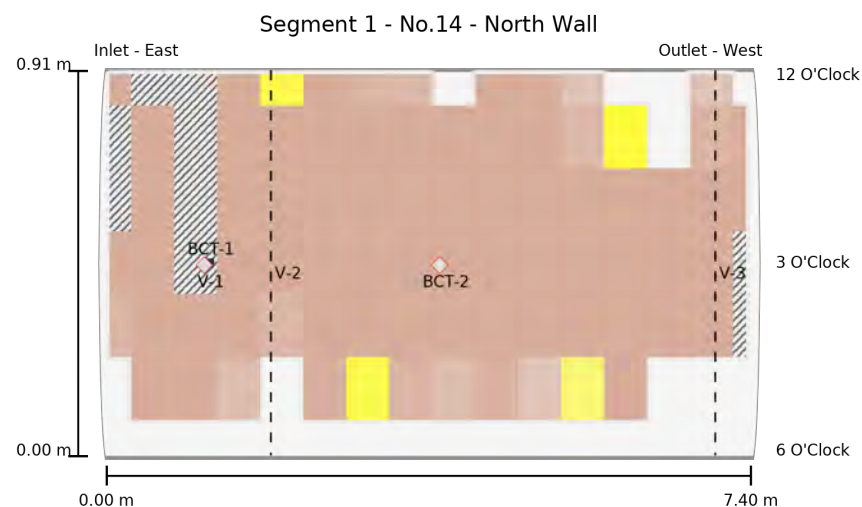 Segment 1 - No.14 - North Wall
Inlet - East
Outlet - West
0.91 m
12 O'Clock
BCT-1
V-1
V-2
BCT-2
V-3
3 O'Clock
0.00 m
6 O'Clock
0.00 m
7.40 m